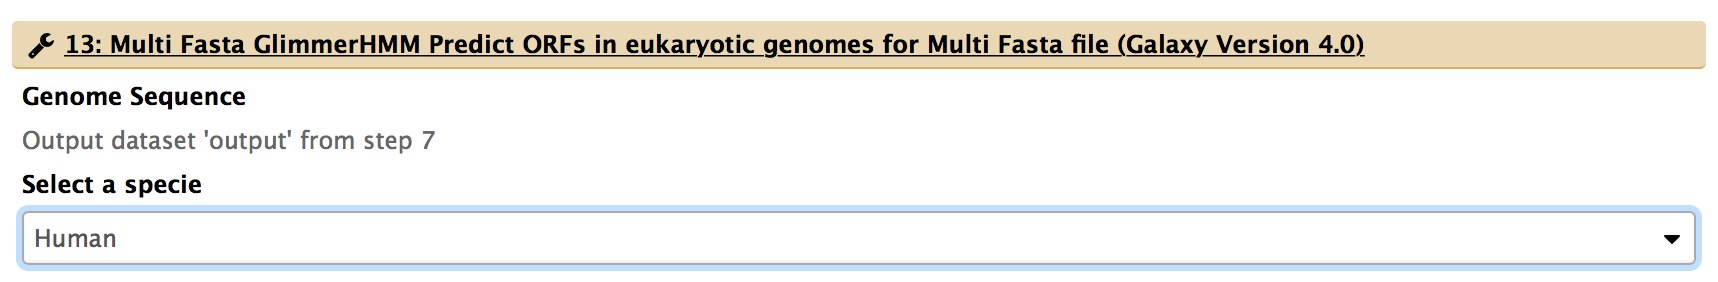 13: Multi Fasta GlimmerHMM Predict ORFs in eukaryotic genomes for Multi Fasta file (Galaxy Version 4.0)
Genome Sequence
Output dataset 'output' from step 7
Select a specie
Human